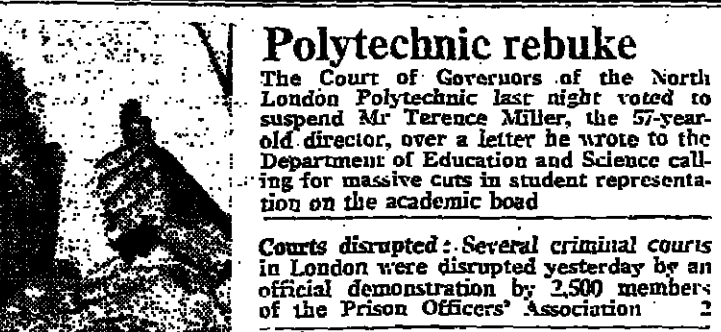 Polytechnic rebuke
The Court of Governors of the North
London Polytechnic last night voted to
suspend Mr Terence Miller, the 57-year-
old director, over a letter he wrote to the
Department of Education and Science call-
ing for massive cuts in student representa-
tion on the academic boad
Courts disrupted: Several criminal courts
in London were disrupted yesterday by an
official demonstration by 2,500 members
of the Prison Officers' Association 2